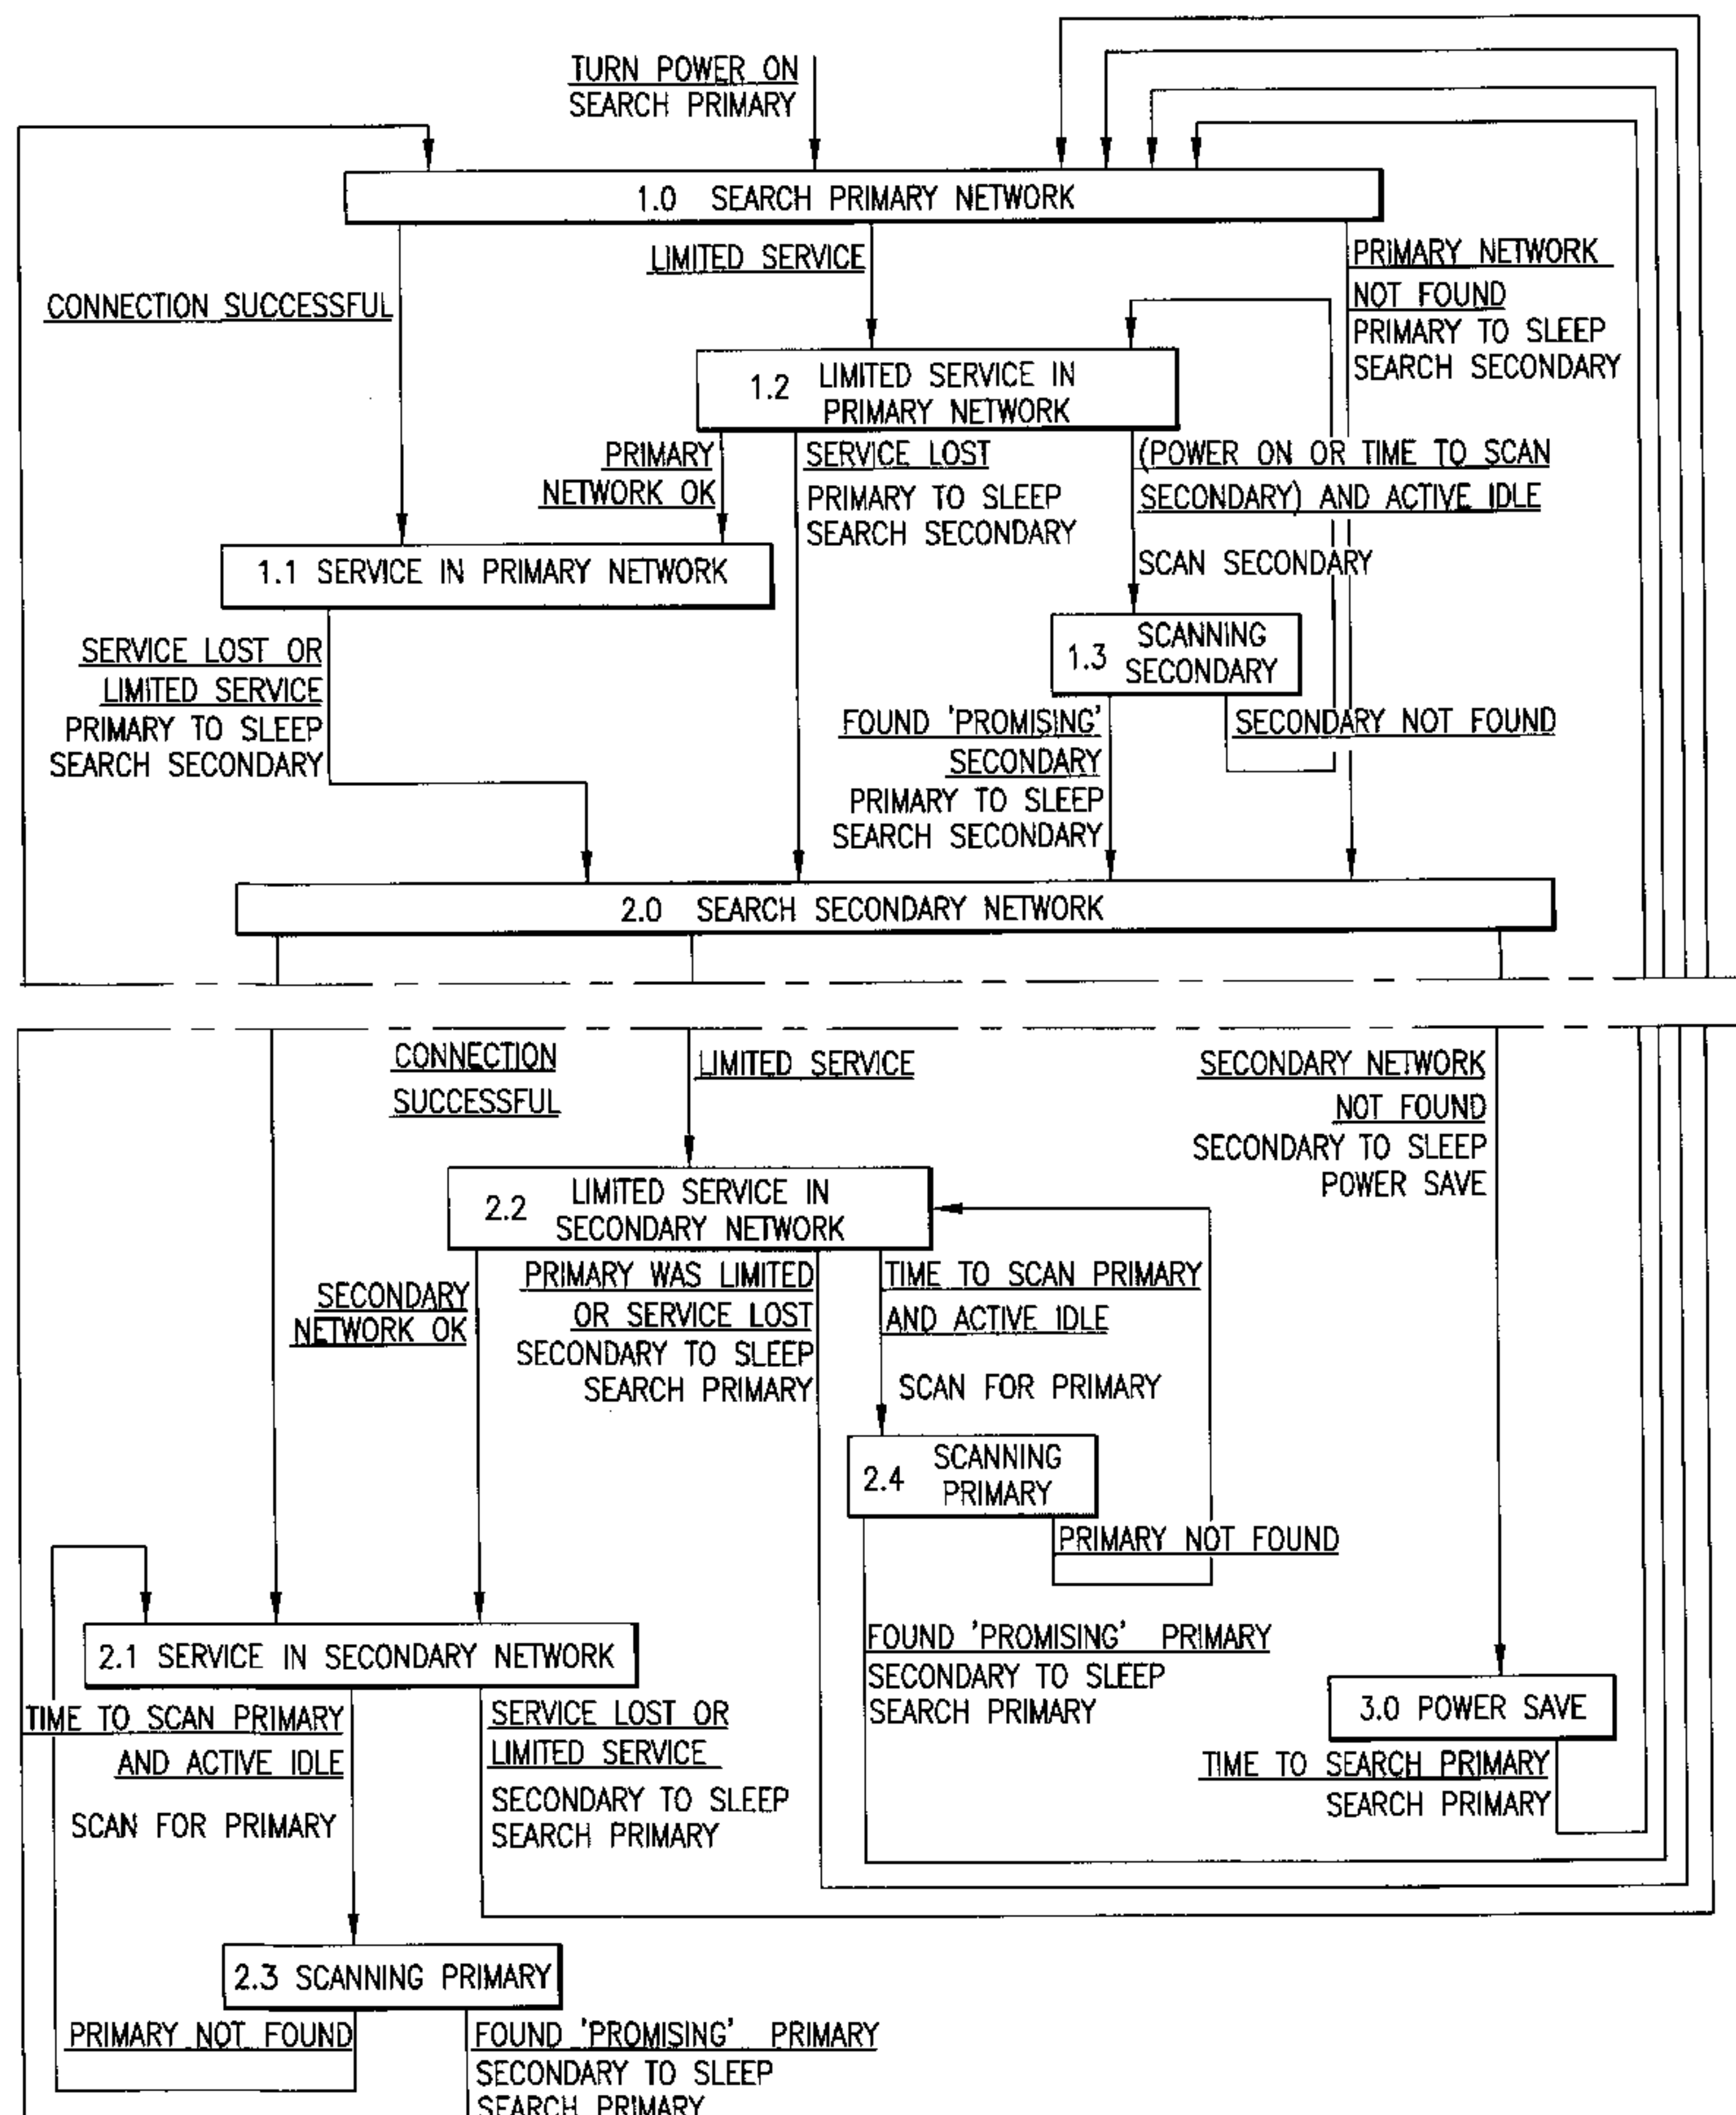 TURN POWER ON
SEARCH PRIMARY
1.0 SEARCH PRIMARY NETWORK
LIMITED SERVICE
PRIMARY NETWORK
NOT FOUND
PRIMARY TO SLEEP
SEARCH SECONDARY
CONNECTION SUCCESSFUL
1.2 LIMITED SERVICE IN
PRIMARY NETWORK
PRIMARY
NETWORK OK
SERVICE LOST
PRIMARY TO SLEEP
SEARCH SECONDARY
(POWER ON OR TIME TO SCAN
SECONDARY) AND ACTIVE IDLE
SCAN SECONDARY
1.1 SERVICE IN PRIMARY NETWORK
1.3 SCANNING
SECONDARY
SERVICE LOST OR
LIMITED SERVICE
PRIMARY TO SLEEP
SEARCH SECONDARY
FOUND 'PROMISING'
SECONDARY
PRIMARY TO SLEEP
SEARCH SECONDARY
SECONDARY NOT FOUND
2.0 SEARCH SECONDARY NETWORK
CONNECTION
SUCCESSFUL
LIMITED SERVICE
SECONDARY NETWORK
NOT FOUND
SECONDARY TO SLEEP
POWER SAVE
2.2 LIMITED SERVICE IN
SECONDARY NETWORK
SECONDARY
NETWORK OK
PRIMARY WAS LIMITED
OR SERVICE LOST
SECONDARY TO SLEEP
SEARCH PRIMARY
TIME TO SCAN PRIMARY
AND ACTIVE IDLE
SCAN FOR PRIMARY
2.4 SCANNING
PRIMARY
PRIMARY NOT FOUND
FOUND 'PROMISING' PRIMARY
SECONDARY TO SLEEP
SEARCH PRIMARY
2.1 SERVICE IN SECONDARY NETWORK
3.0 POWER SAVE
TIME TO SCAN PRIMARY
AND ACTIVE IDLE
SCAN FOR PRIMARY
SERVICE LOST OR
LIMITED SERVICE
SECONDARY TO SLEEP
SEARCH PRIMARY
TIME TO SEARCH PRIMARY
SEARCH PRIMARY
2.3 SCANNING PRIMARY
PRIMARY NOT FOUND
FOUND 'PROMISING' PRIMARY
SECONDARY TO SLEEP
SEARCH PRIMARY